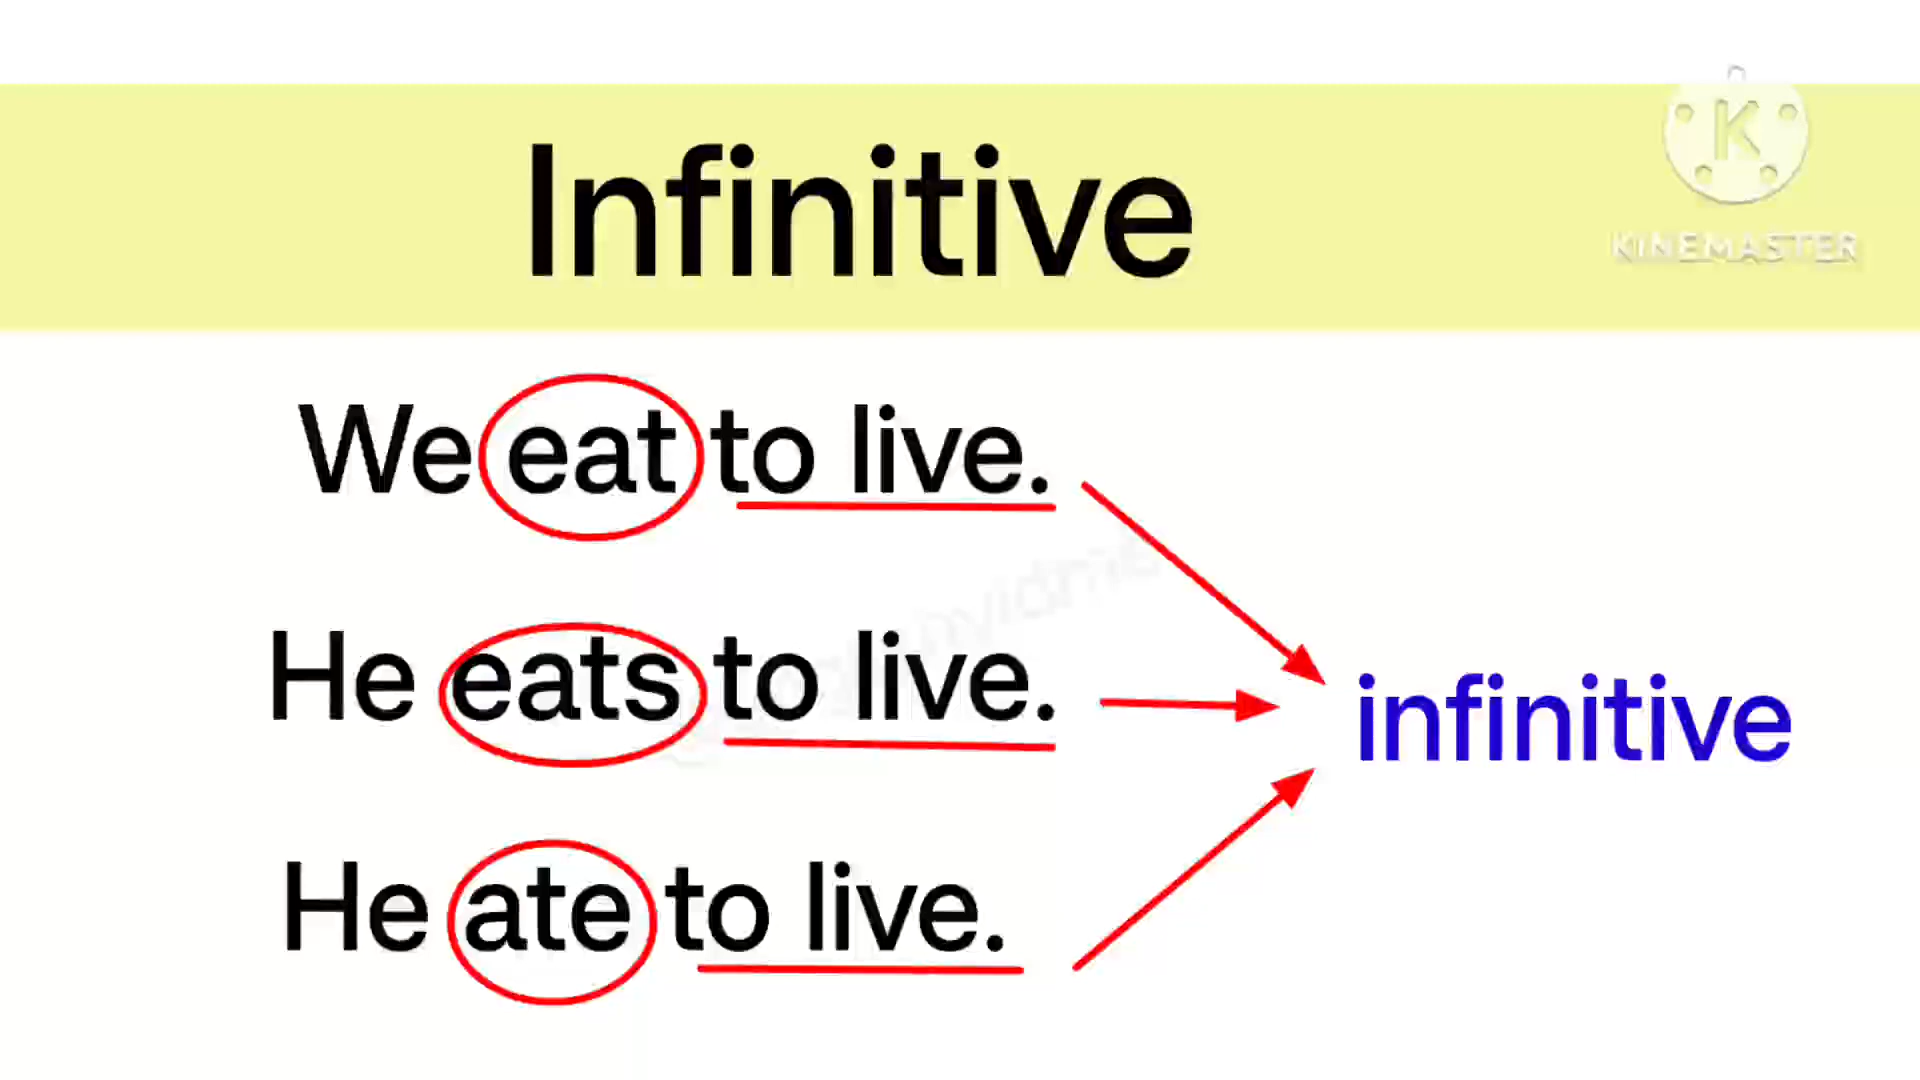 Infinitive
K
KINEMASTER
We eat to live.
He eats to live.
He ate to live.
infinitive